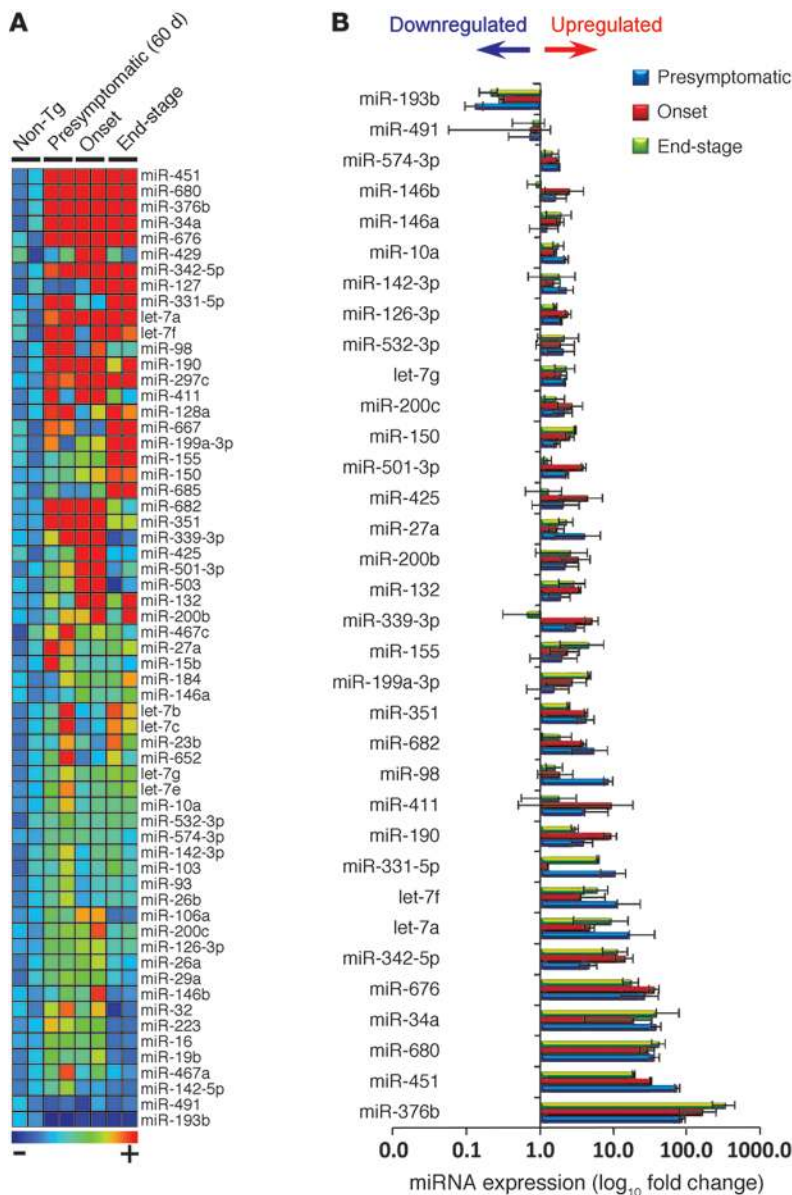 A
Non-Tg
Presymptomatic (60 d)
Onset
End-stage
miR-451
miR-680
miR-376b
miR-34a
miR-676
miR-429
miR-342-5p
miR-127
miR-331-5p
let-7a
let-7f
miR-98
miR-190
miR-297c
miR-411
miR-128a
miR-667
miR-199a-3p
miR-155
miR-150
miR-685
miR-682
miR-351
miR-339-3p
miR-425
miR-501-3p
miR-503
miR-132
miR-200b
miR-467c
miR-27a
miR-15b
miR-184
miR-146a
let-7b
let-7c
miR-23b
miR-652
let-7g
let-7e
miR-10a
miR-532-3p
miR-574-3p
miR-142-3p
miR-103
miR-93
miR-26b
miR-106a
miR-200c
miR-126-3p
miR-26a
miR-29a
miR-146b
miR-32
miR-223
miR-16
miR-19b
miR-467a
miR-142-5p
miR-491
miR-193b
- +
B
Downregulated Upregulated
Presymptomatic
Onset
End-stage
miR-193b
miR-491
miR-574-3p
miR-146b
miR-146a
miR-10a
miR-142-3p
miR-126-3p
miR-532-3p
let-7g
miR-200c
miR-150
miR-501-3p
miR-425
miR-27a
miR-200b
miR-132
miR-339-3p
miR-155
miR-199a-3p
miR-351
miR-682
miR-98
miR-411
miR-190
miR-331-5p
let-7f
let-7a
miR-342-5p
miR-676
miR-34a
miR-680
miR-451
miR-376b
0.0 0.1 1.0 10.0 100.0 1000.0
miRNA expression (log10 fold change)